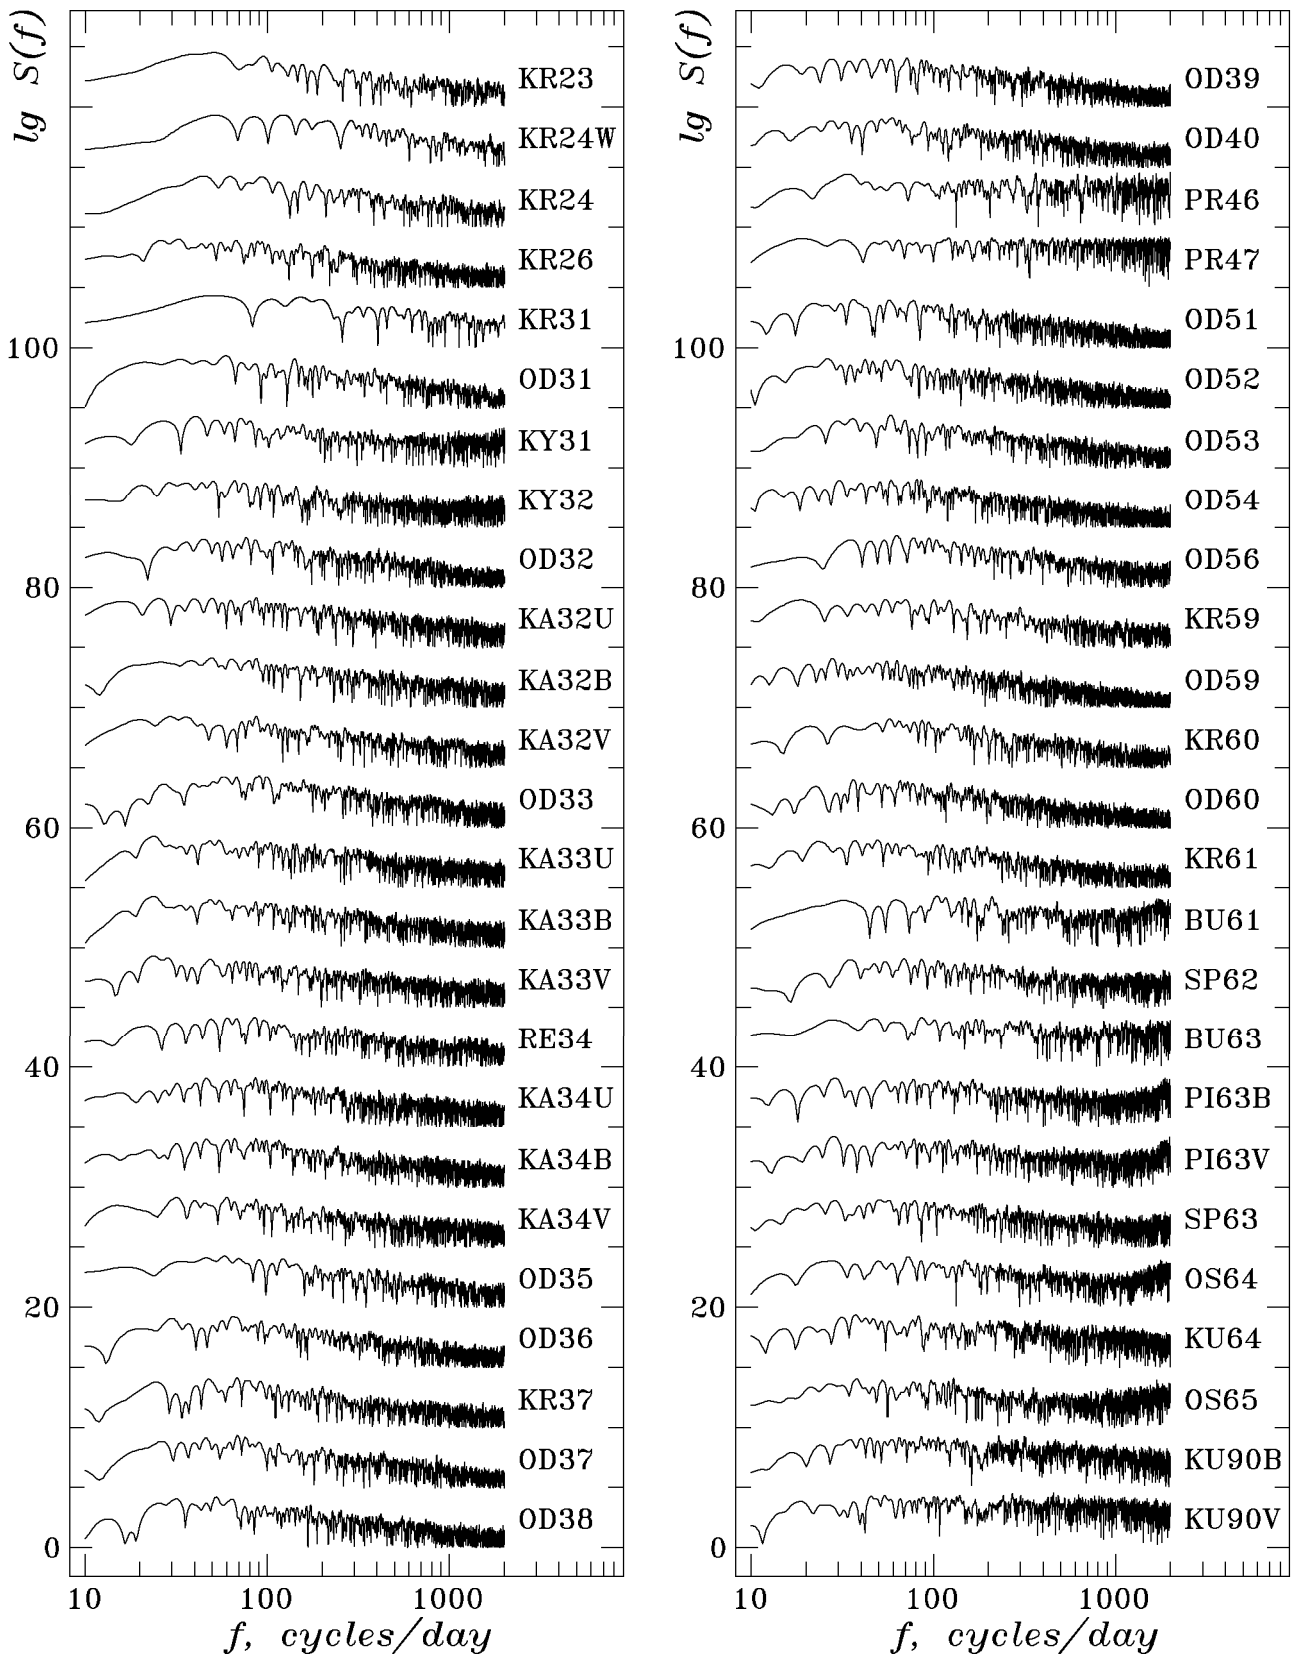 lg S(f)
KR23
KR24W
KR24
KR26
KR31
100
OD31
KY31
KY32
OD32
80
KA32U
KA32B
KA32V
OD33
60
KA33U
KA33B
KA33V
RE34
40
KA34U
KA34B
KA34V
OD35
20
OD36
KR37
OD37
OD38
0
10 100 1000
f, cycles/day
lg S(f)
OD39
OD40
PR46
PR47
OD51
100
OD52
OD53
OD54
OD56
80
KR59
OD59
KR60
OD60
60
KR61
BU61
SP62
BU63
40
PI63B
PI63V
SP63
OS64
20
KU64
OS65
KU90B
KU90V
0
10 100 1000
f, cycles/day